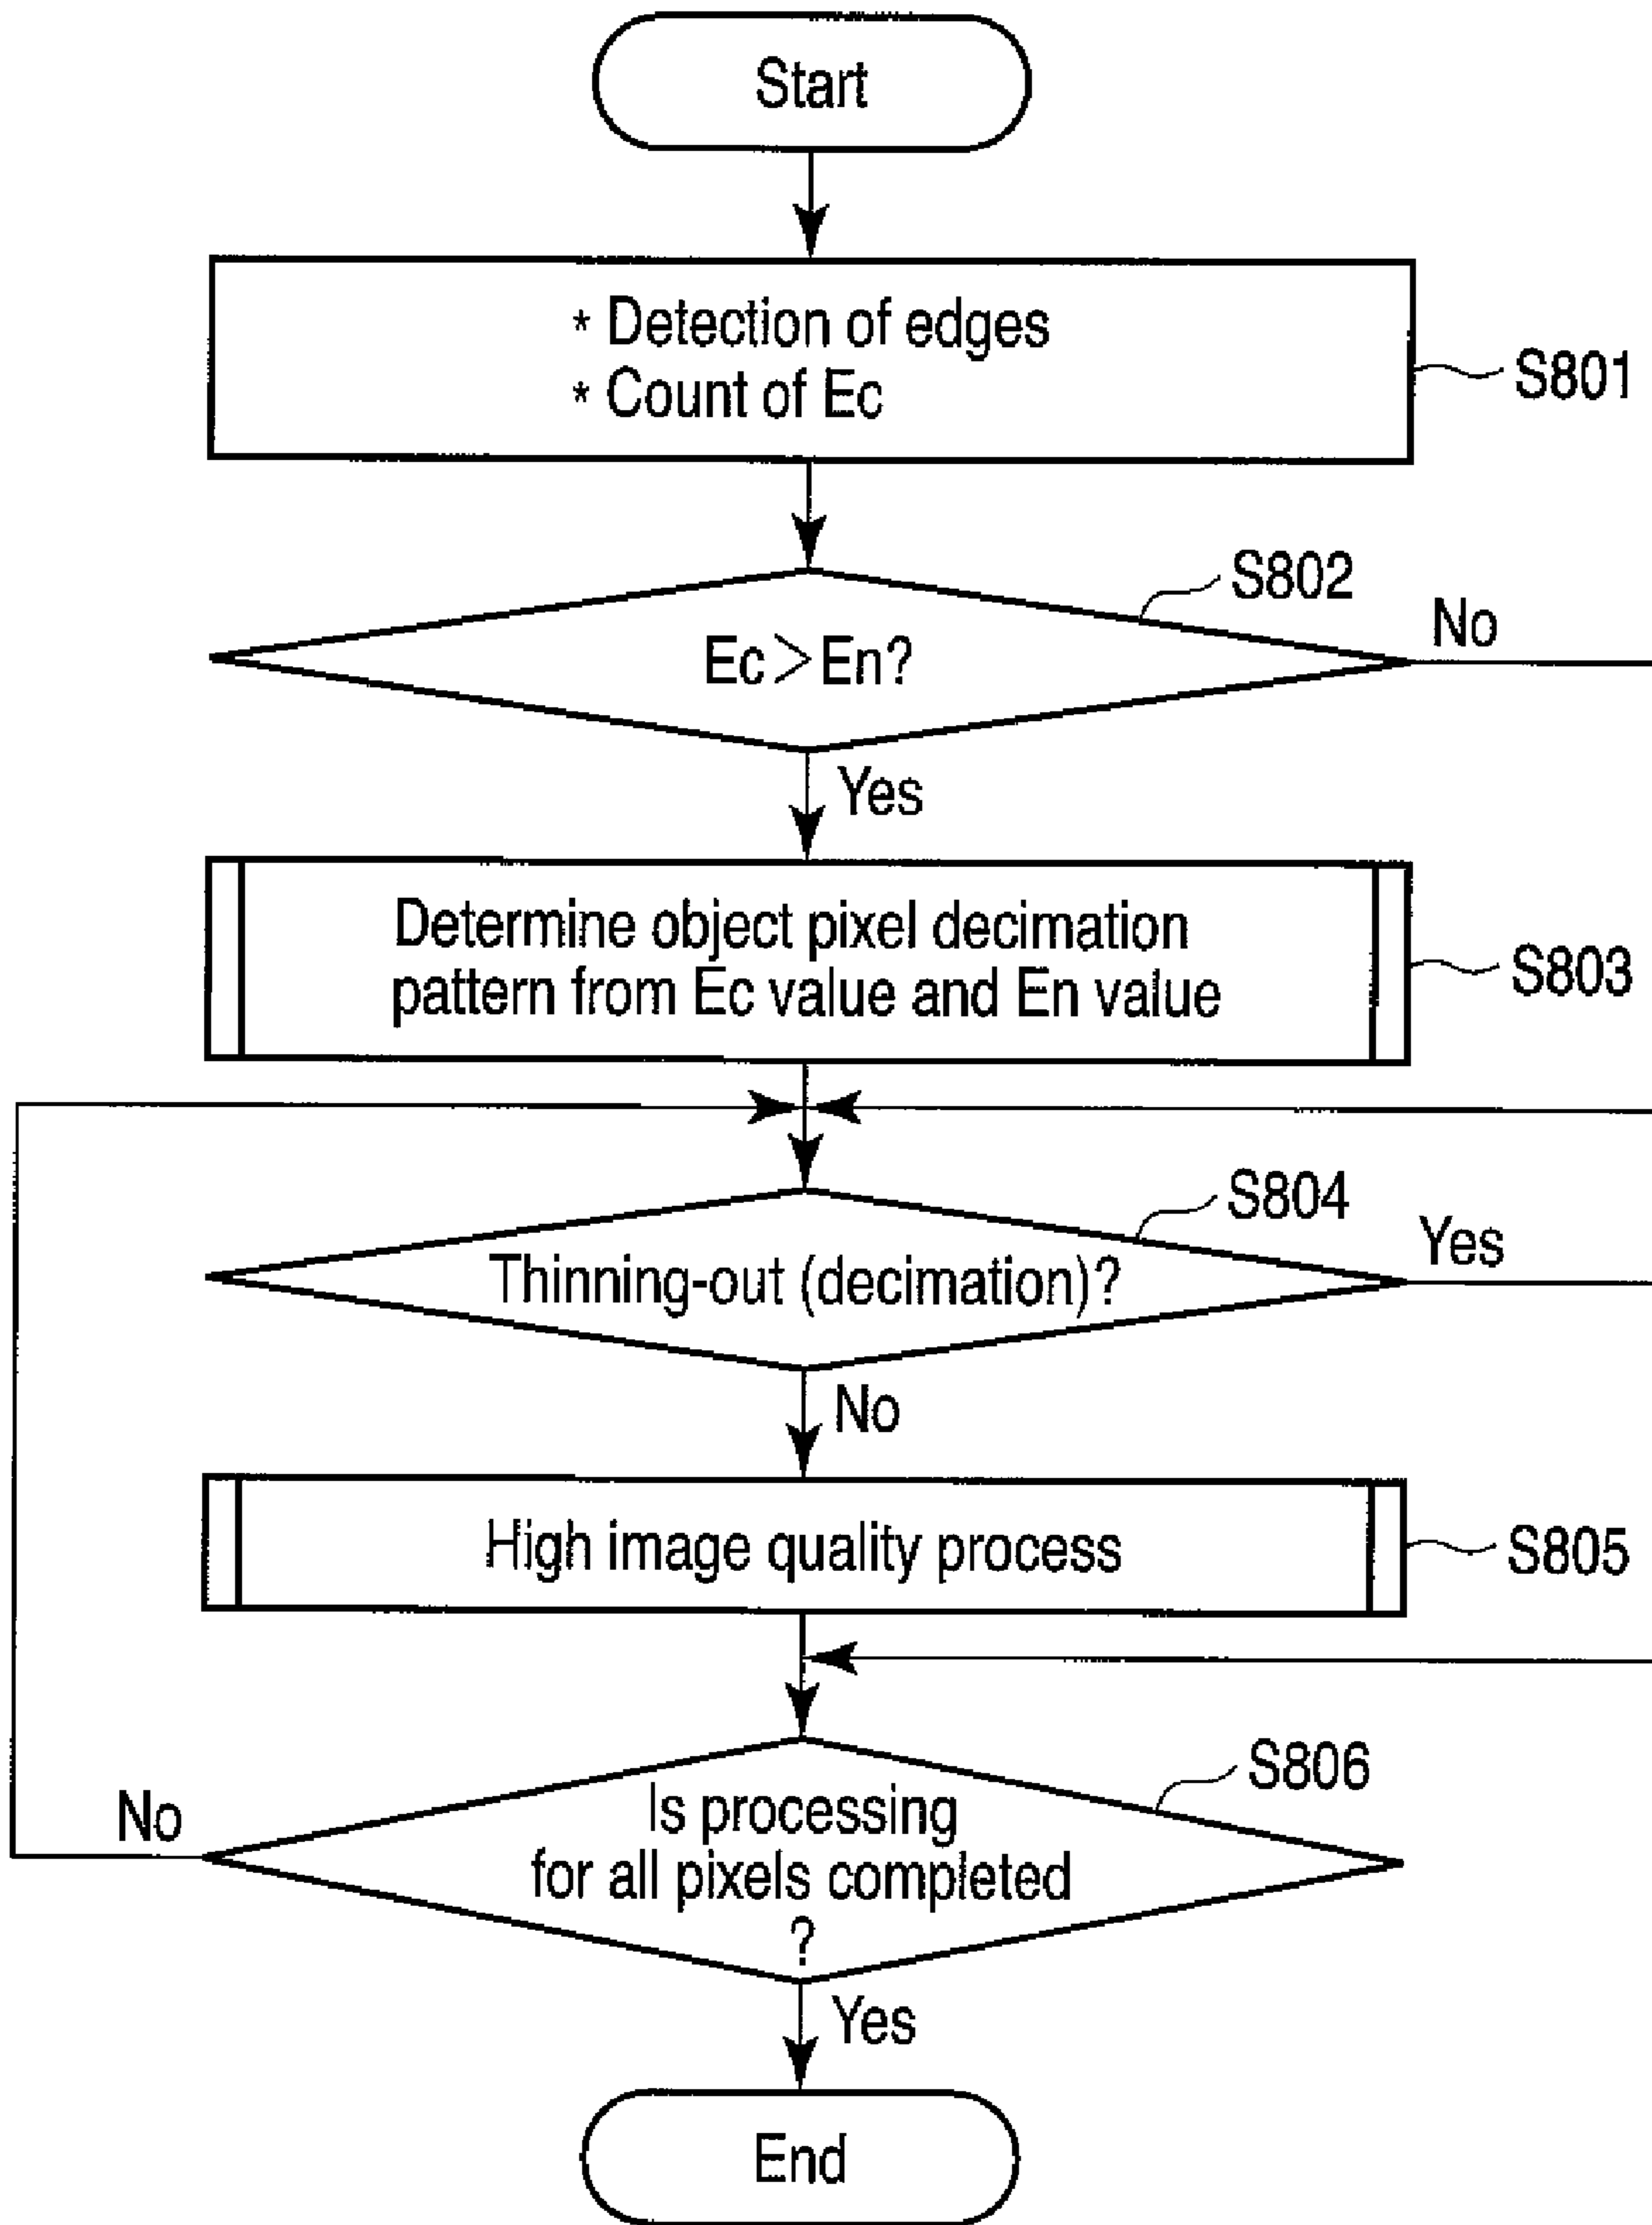 Start
* Detection of edges
* Count of Ec
S801
S802
Ec>En?
No
Yes
Determine object pixel decimation
pattern from Ec value and En value
S803
S804
Thinning-out (decimation)?
Yes
No
High image quality process
S805
S806
Is processing
for all pixels completed
?
No
Yes
End